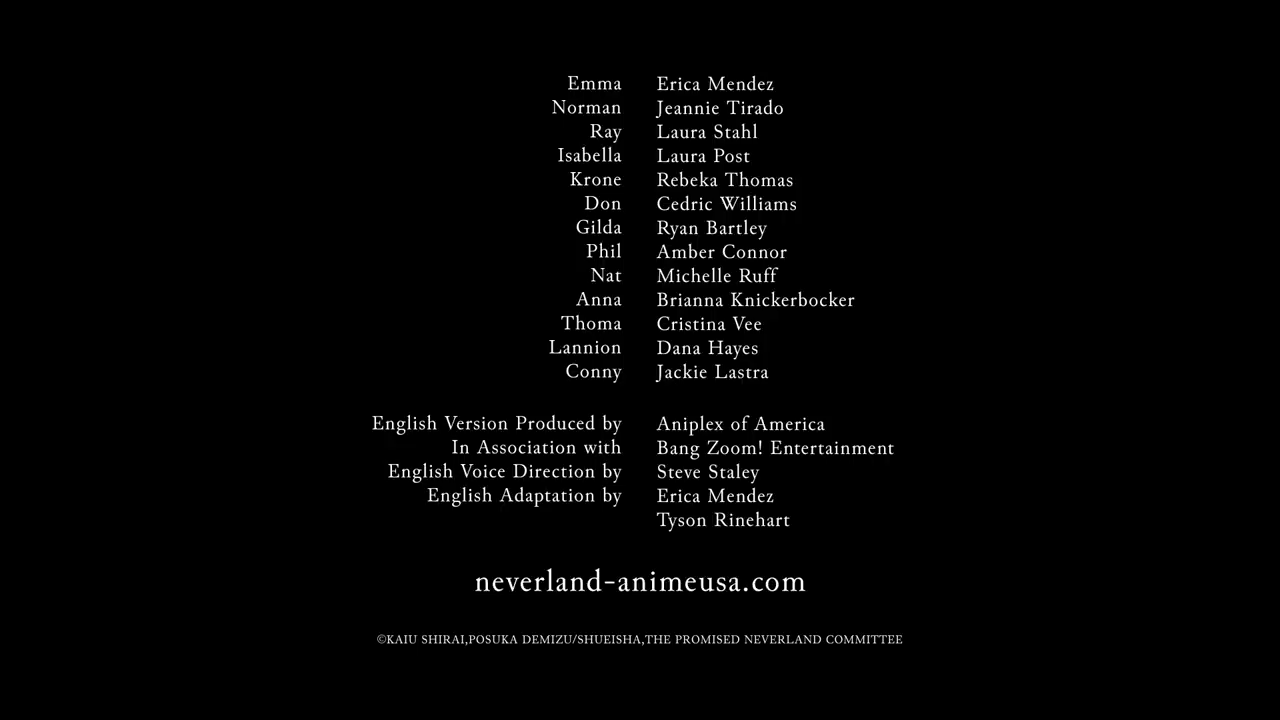 Emma Erica Mendez
Norman Jeannie Tirado
Ray Laura Stahl
Isabella Laura Post
Krone Rebeka Thomas
Don Cedric Williams
Gilda Ryan Bartley
Phil Amber Connor
Nat Michelle Ruff
Anna Brianna Knickerbocker
Thoma Cristina Vee
Lannion Dana Hayes
Conny Jackie Lastra
English Version Produced by Aniplex of America
In Association with Bang Zoom! Entertainment
English Voice Direction by Steve Staley
English Adaptation by Erica Mendez
Tyson Rinehart
neverland-animeusa.com
©KAIU SHIRAI,POSUKA DEMIZU/SHUEISHA,THE PROMISED NEVERLAND COMMITTEE